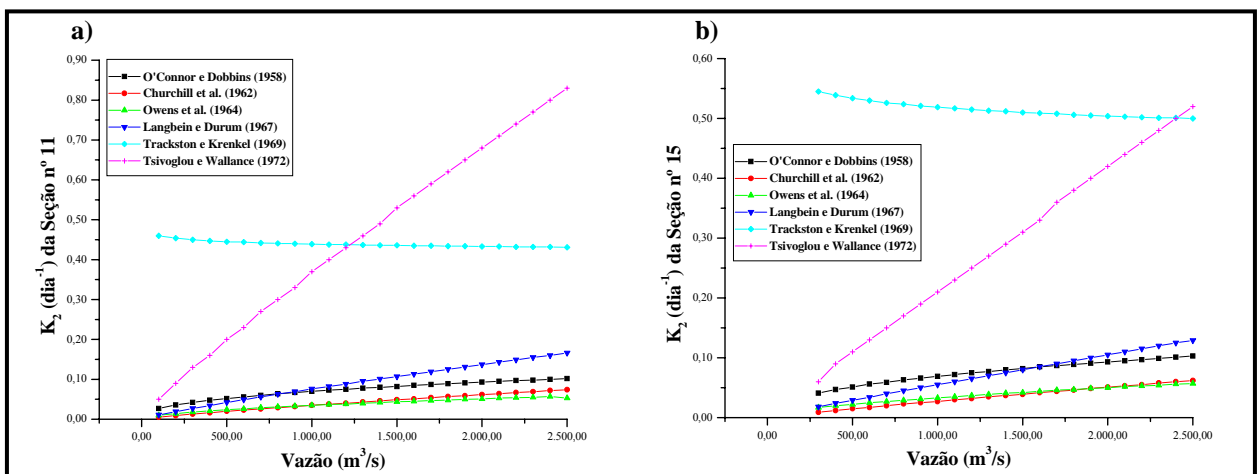 a)
K2 (dia-1) da Seção nº 11
0,90
0,80
0,70
0,60
0,50
0,40
0,30
0,20
0,10
0,00
O'Connor e Dobbins (1958)
Churchill et al. (1962)
Owens et al. (1964)
Langbein e Durum (1967)
Trackston e Krenkel (1969)
Tsivoglou e Wallance (1972)
0,00 500,00 1.000,00 1.500,00 2.000,00 2.500,00
Vazão (m3/s)
b)
K2 (dia-1) da Seção nº 15
0,60
0,50
0,40
0,30
0,20
0,10
0,00
O'Connor e Dobbins (1958)
Churchill et al. (1962)
Owens et al. (1964)
Langbein e Durum (1967)
Trackston e Krenkel (1969)
Tsivoglou e Wallance (1972)
0,00 500,00 1.000,00 1.500,00 2.000,00 2.500,00
Vazão (m3/s)